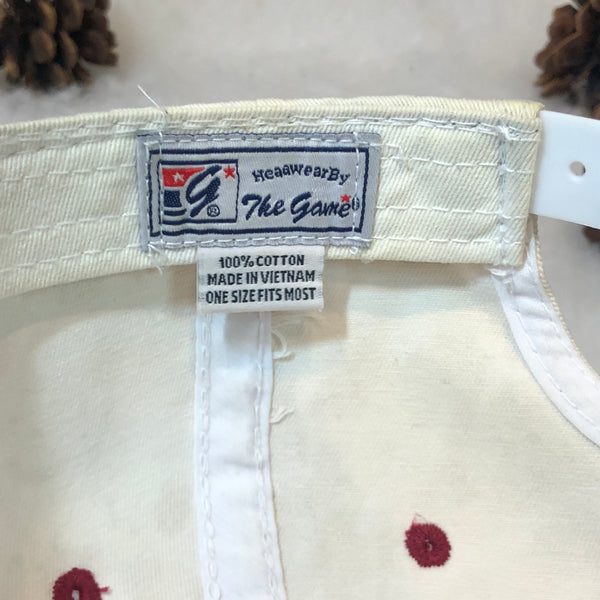 G®
HeadwearBy
The Game®
100% COTTON
MADE IN VIETNAM
ONE SIZE FITS MOST